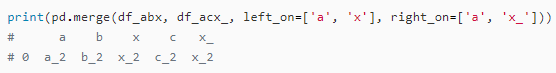 print(pd.merge(df_abx, df_acx_, left_on=['a', 'x'], right_on=['a', 'x_']))
#      a    b    x    c   x_
# 0  a_2  b_2  x_2  c_2  x_2